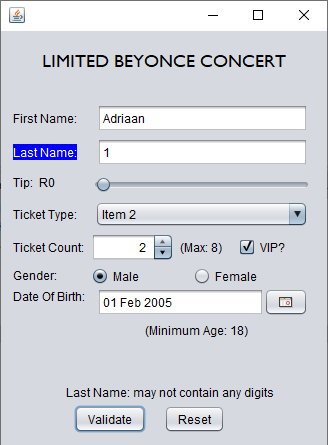 LIMITED BEYONCE CONCERT
First Name: Adriaan
Last Name: 1
Tip: R0
Ticket Type: Item 2
Ticket Count: 2 (Max: 8) VIP?
Gender: Male Female
Date Of Birth: 01 Feb 2005
(Minimum Age: 18)
Last Name: may not contain any digits
Validate Reset